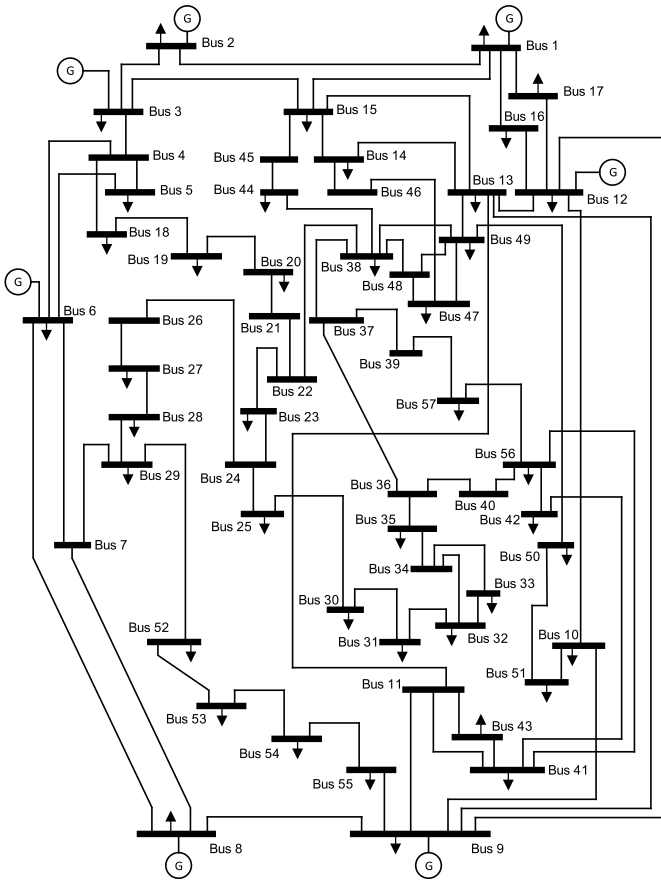 G
G
Bus 2
Bus 1
G
Bus 17
Bus 3
Bus 15
Bus 16
Bus 4
Bus 45
Bus 14
G
Bus 5
Bus 44
Bus 46
Bus 13
Bus 12
Bus 18
Bus 49
Bus 19
Bus 20
Bus 38
Bus 48
G
Bus 6
Bus 26
Bus 21
Bus 37
Bus 47
Bus 39
Bus 27
Bus 22
Bus 57
Bus 28
Bus 23
Bus 56
Bus 29
Bus 24
Bus 36
Bus 40
Bus 25
Bus 35
Bus 42
Bus 7
Bus 50
Bus 34
Bus 33
Bus 30
Bus 52
Bus 31
Bus 32
Bus 10
Bus 51
Bus 11
Bus 53
Bus 43
Bus 54
Bus 41
Bus 55
Bus 8
Bus 9
G
G